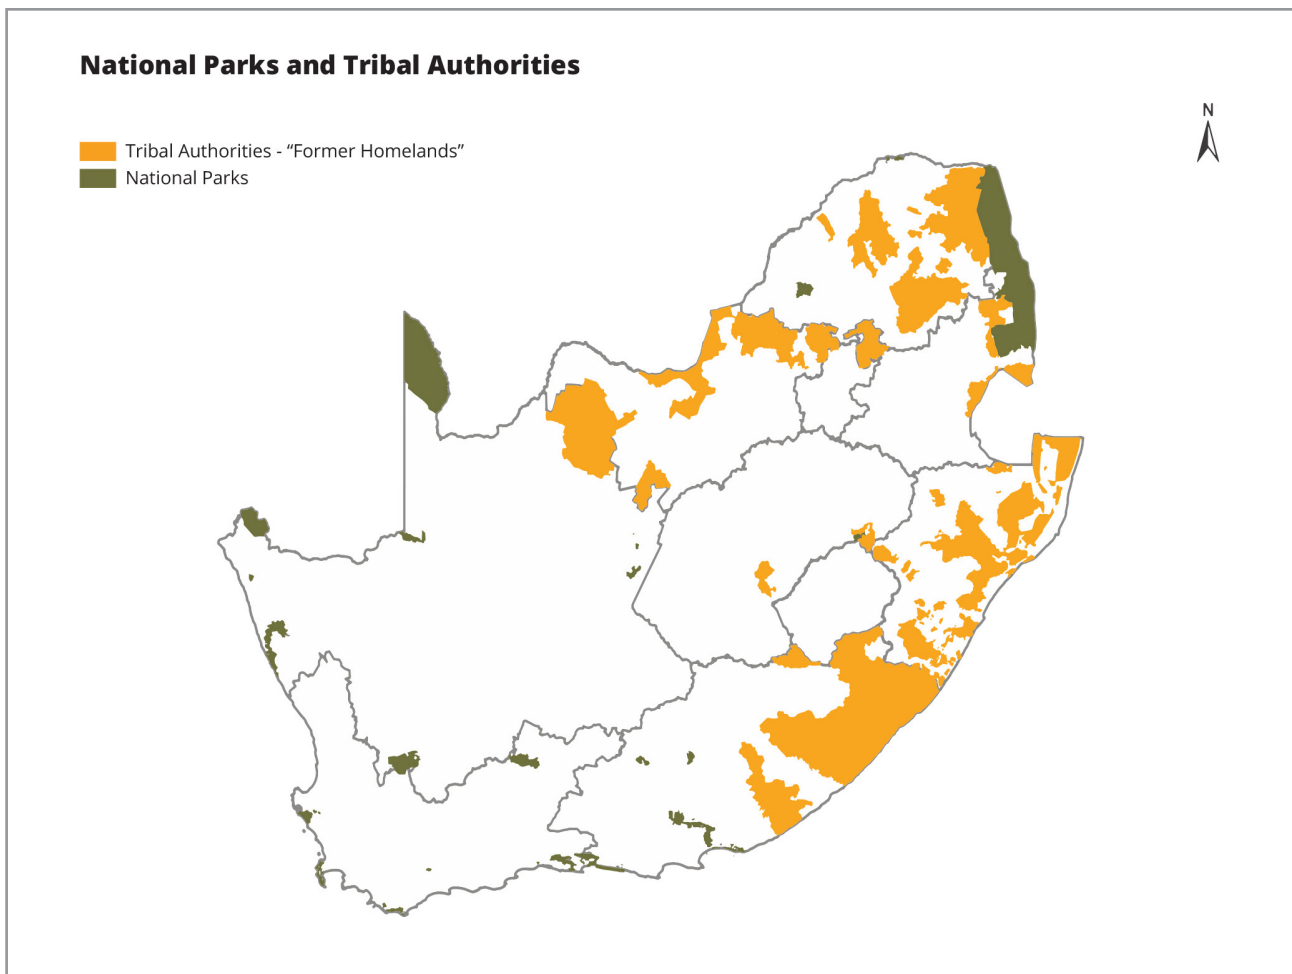 National Parks and Tribal Authorities
N
Tribal Authorities - “Former Homelands”
National Parks